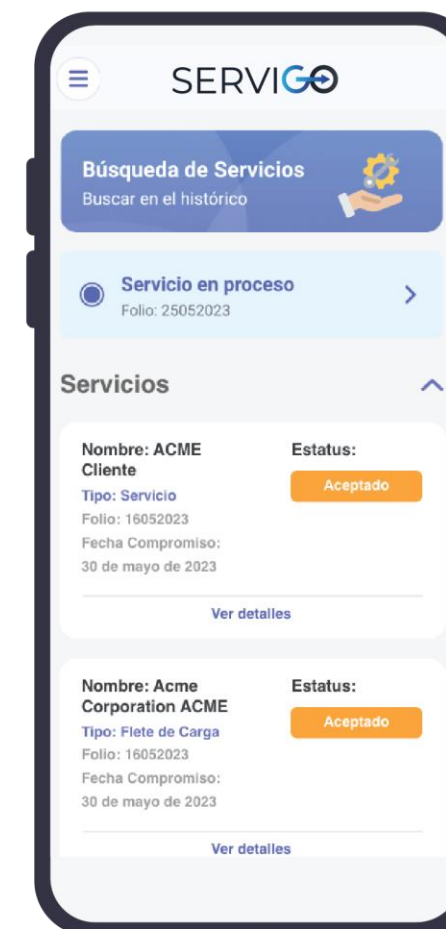 SERVIGO
Búsqueda de Servicios
Buscar en el histórico
Servicio en proceso
Folio: 25052023
Servicios
Nombre: ACME
Cliente
Estatus:
Aceptado
Tipo: Servicio
Folio: 16052023
Fecha Compromiso:
30 de mayo de 2023
Ver detalles
Nombre: Acme
Corporation ACME
Estatus:
Aceptado
Tipo: Flete de Carga
Folio: 16052023
Fecha Compromiso:
30 de mayo de 2023
Ver detalles